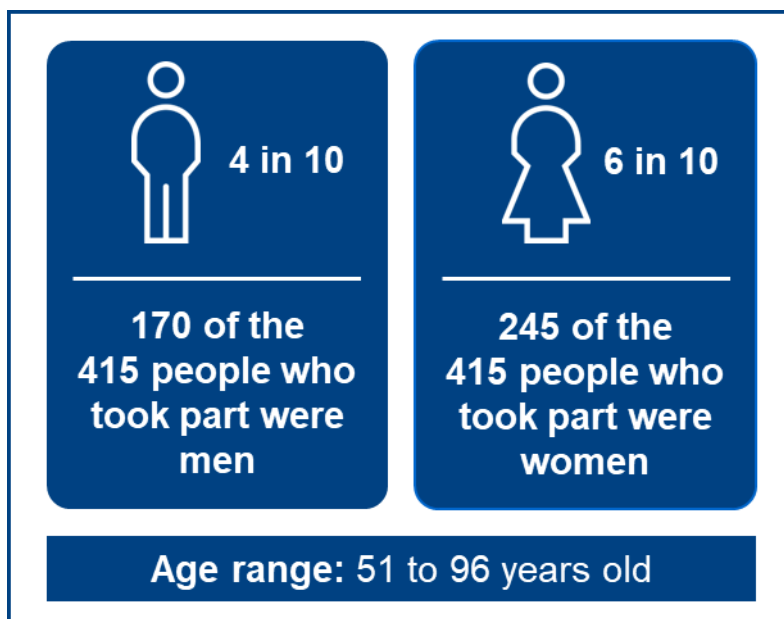 4 in 10
170 of the
415 people who
took part were
men
6 in 10
245 of the
415 people who
took part were
women
Age range: 51 to 96 years old